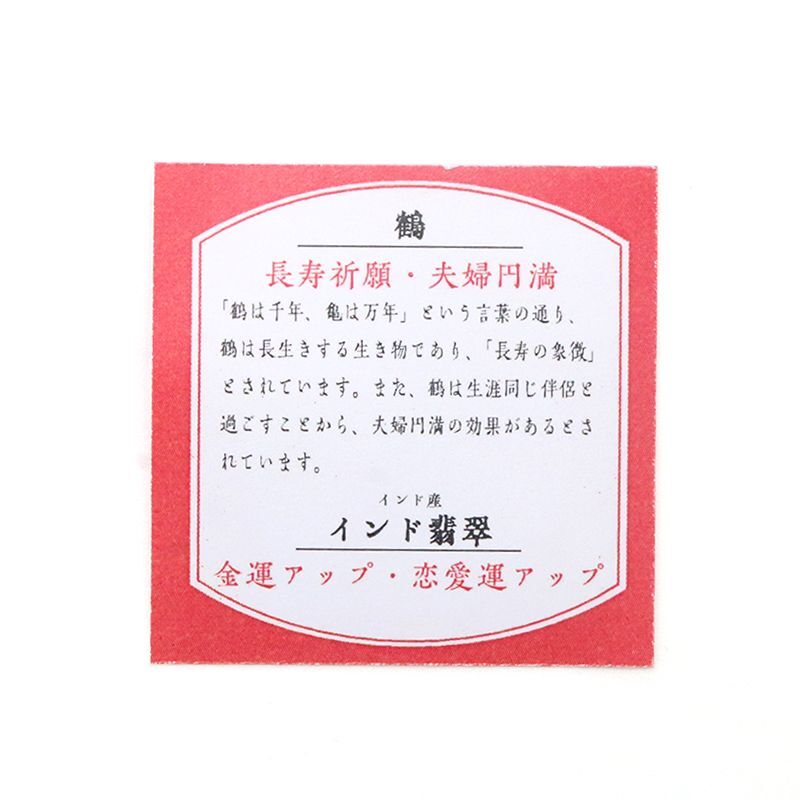 鶴
長寿祈願・夫婦円満
「鶴は千年、亀は万年」という言葉の通り、
鶴は長生きする生き物であり、「長寿の象徴」
とされています。また、鶴は生涯同じ伴侶と
過ごすことから、夫婦円満の効果があるとさ
れています。
インド産
インド翡翠
金運アップ・恋愛運アップ